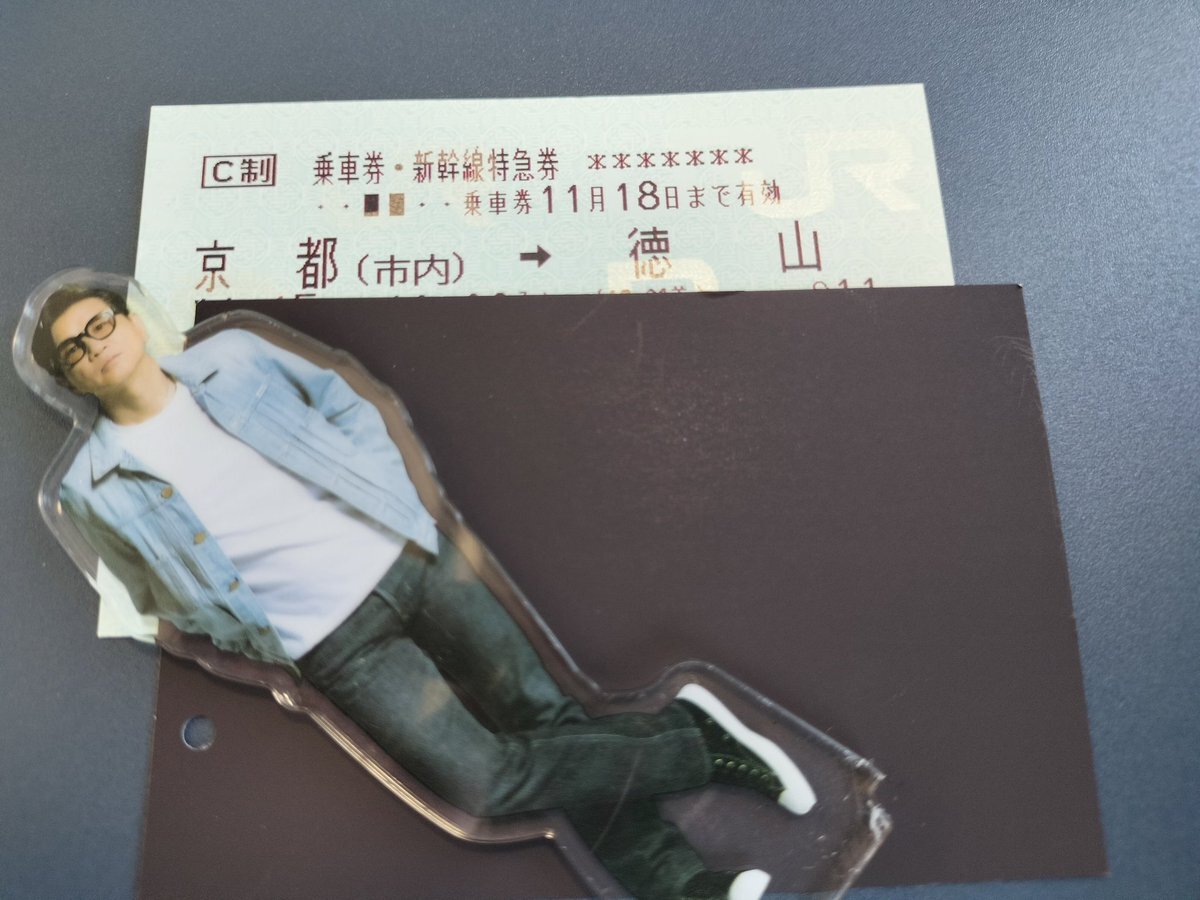 C制 乗車券・新幹線特急券 *******
乗車券11月18日まで有効
京都(市内) ➡ 徳山
JR